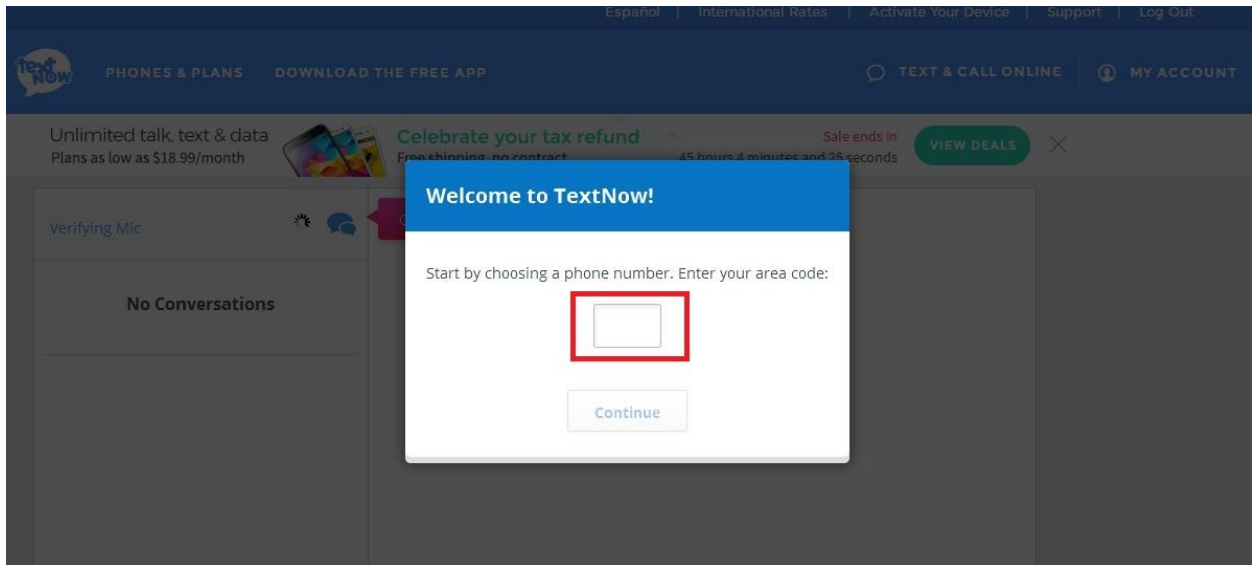 Español | International Rates | Activate Your Device | Support | Log Out
text
Now
PHONES & PLANS DOWNLOAD THE FREE APP
TEXT & CALL ONLINE MY ACCOUNT
Unlimited talk, text & data
Plans as low as $18.99/month
Celebrate your tax refund
Free shipping, no contract
Sale ends in
45 hours 4 minutes and 25 seconds
VIEW DEALS
Verifying Mic
No Conversations
Welcome to TextNow!
Start by choosing a phone number. Enter your area code:
Continue